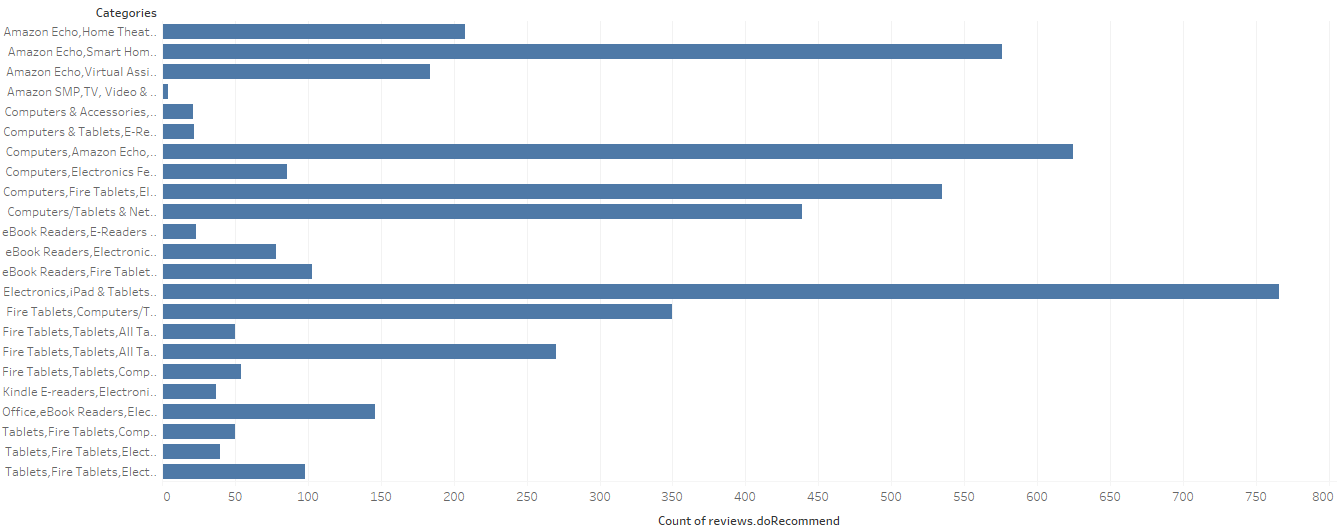 Categories
Amazon Echo,Home Theat..
Amazon Echo,Smart Hom..
Amazon Echo,Virtual Assi..
Amazon SMP,TV, Video & ..
Computers & Accessories,..
Computers & Tablets,E-Re..
Computers,Amazon Echo,..
Computers,Electronics Fe..
Computers,Fire Tablets,El..
Computers/Tablets & Net..
eBook Readers,E-Readers ..
eBook Readers,Electronic..
eBook Readers,Fire Tablet..
Electronics,iPad & Tablets..
Fire Tablets,Computers/T..
Fire Tablets,Tablets,All Ta..
Fire Tablets,Tablets,All Ta..
Fire Tablets,Tablets,Comp..
Kindle E-readers,Electroni..
Office,eBook Readers,Elec..
Tablets,Fire Tablets,Comp..
Tablets,Fire Tablets,Elect..
Tablets,Fire Tablets,Elect..
0 50 100 150 200 250 300 350 400 450 500 550 600 650 700 750 800
Count of reviews.doRecommend